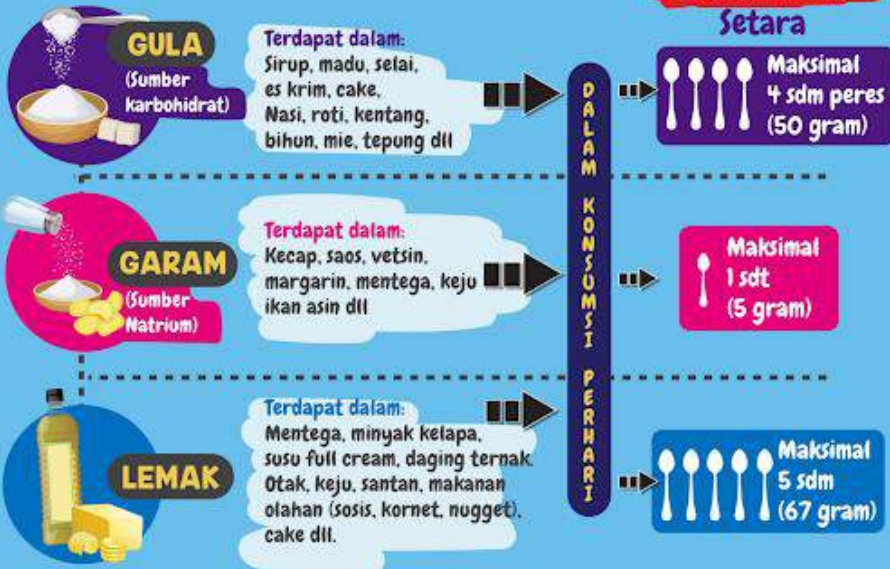 Setara
GULA
(Sumber
karbohidrat)
Terdapat dalam:
Sirup, madu, selai,
es krim, cake,
Nasi, roti, kentang,
bihun, mie, tepung dll
Maksimal
4 sdm peres
(50 gram)
DALAM KONSUMSI PERHARI
GARAM
(Sumber
Natrium)
Terdapat dalam:
Kecap, saos, vetsin,
margarin, mentega, keju
ikan asin dll
Maksimal
1 sdt
(5 gram)
LEMAK
Terdapat dalam:
Mentega, minyak kelapa,
susu full cream, daging ternak.
Otak, keju, santan, makanan
olahan (sosis, kornet, nugget),
cake dll.
Maksimal
5 sdm
(67 gram)